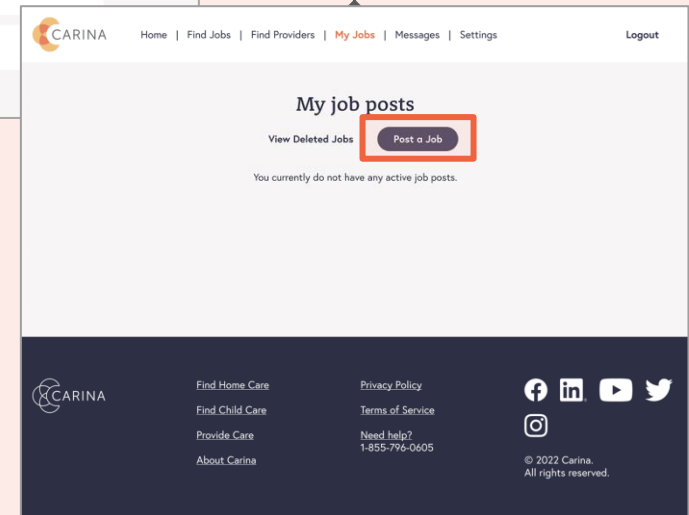 CARINA Home | Find Jobs | Find Providers | My Jobs | Messages | Settings Logout
My job posts
View Deleted Jobs Post a Job
You currently do not have any active job posts.
CARINA
Find Home Care
Find Child Care
Provide Care
About Carina
Privacy Policy
Terms of Service
Need help?
1-855-796-0605
© 2022 Carina.
All rights reserved.